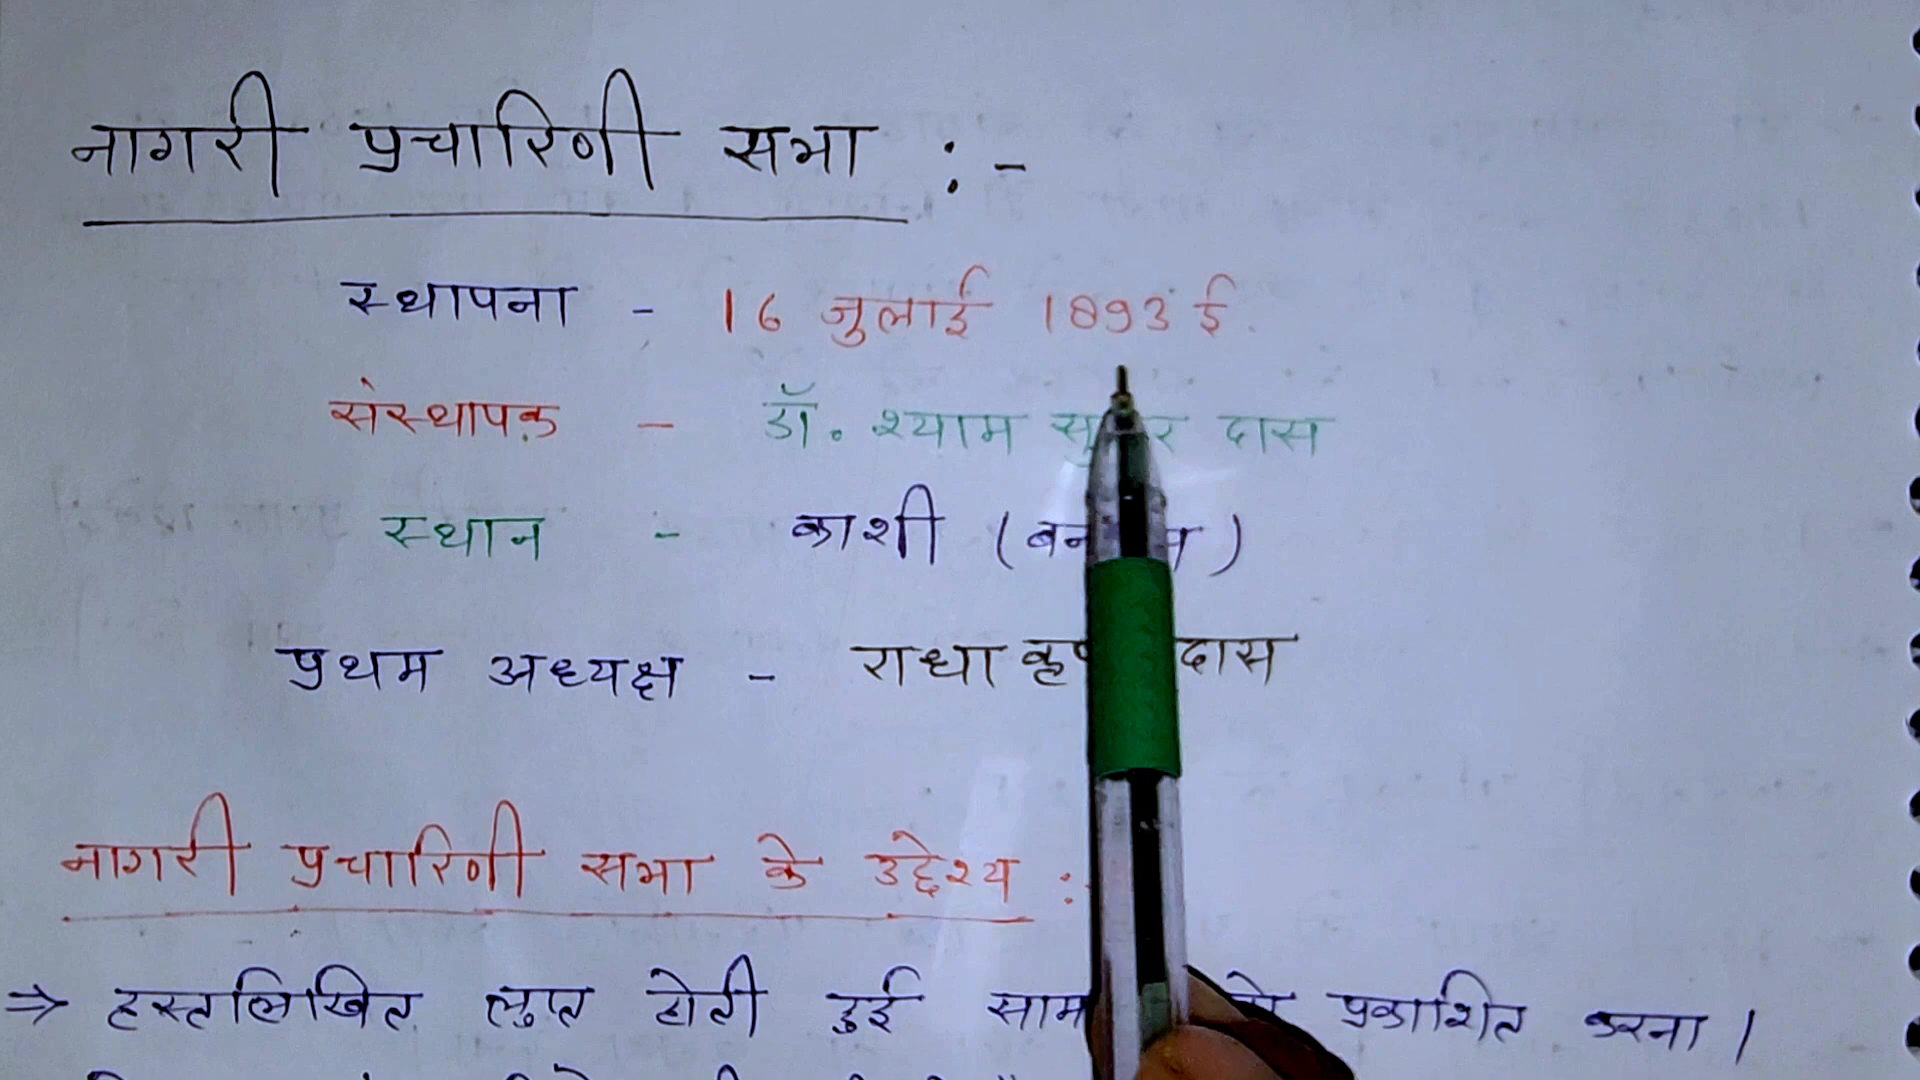 नागरी प्रचारिणी सभा :-
स्थापना - 16 जुलाई 1893 ई.
संस्थापक - डॉ. श्याम दास
स्थान - काशी
प्रथम अध्यक्ष - राधा दास
नागरी प्रचारिणी सभा के उद्देश्य :
⇒ हस्तलिखित लुप्त होती हुई प्रकाशित करना।